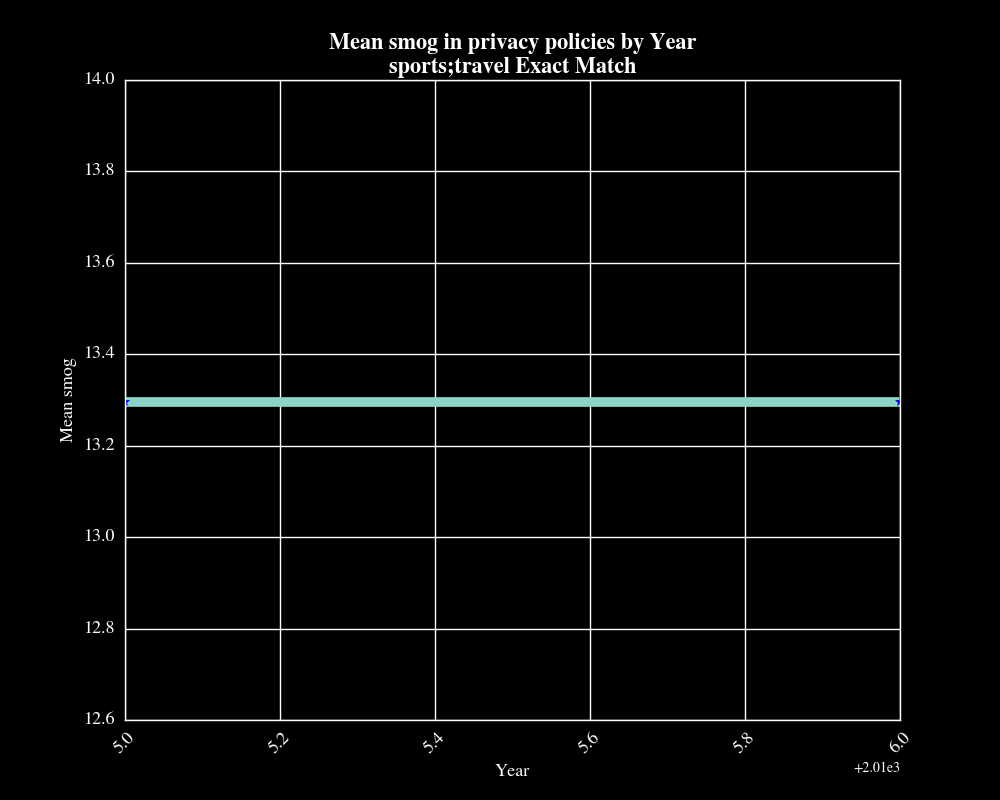 Mean smog in privacy policies by Year
sports;travel Exact Match
14.0
13.8
13.6
13.4
13.2
13.0
12.8
12.6
Mean smog
5.0
5.2
5.4
5.6
5.8
6.0
Year
+2.01e3